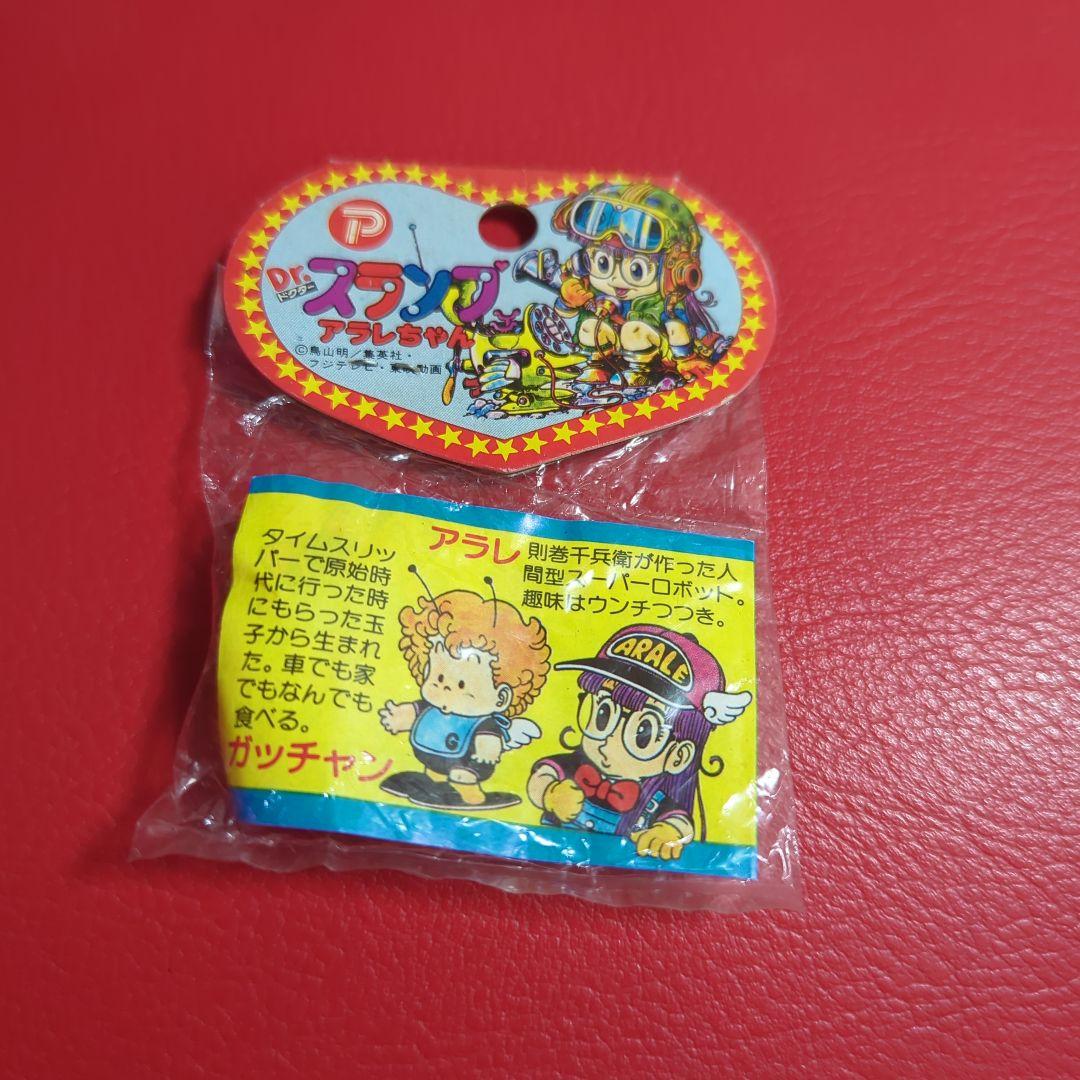 P
Dr.
ドクター
スランプ
アラレちゃん
©鳥山明／集英社・
フジテレビ・東映動画
アラレ
則巻千兵衛が作った人
間型スーパーロボット。
趣味はウンチつつき。
タイムスリッ
パーで原始時
代に行った時
にもらった玉
子から生まれ
た。車でも家
でもなんでも
食べる。
ガッチャン
ARALE
G